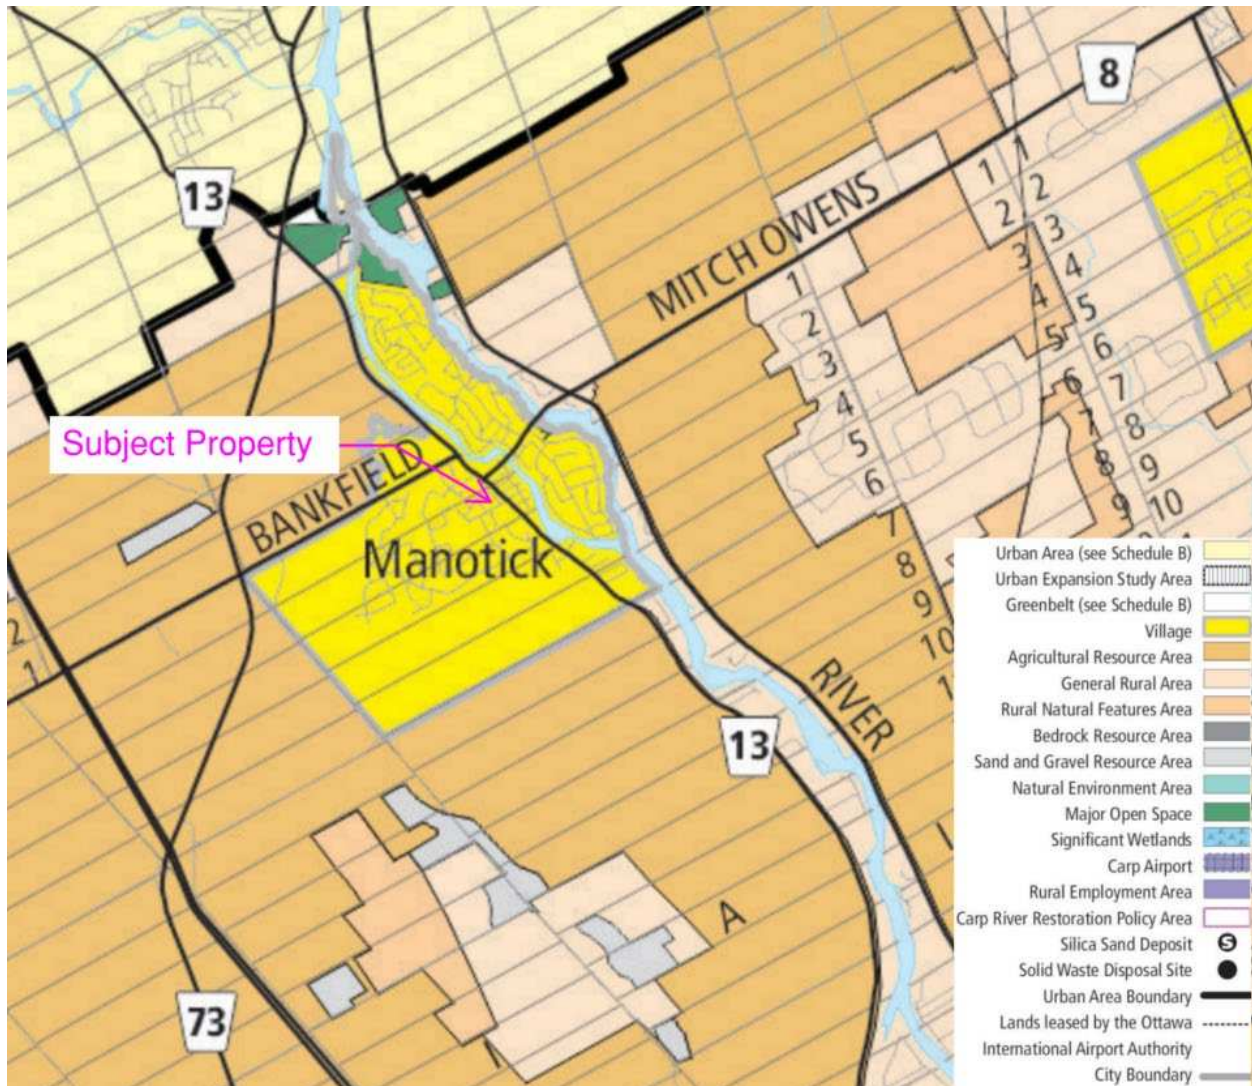 8
13
MITCH OWENS
1
1
2
2
3
3
4
4
5
5
6
6
7
7
8
8
9
9
10
1
2
3
4
5
6
7
8
9
10
1
Subject Property
BANKFIELD
Manotick
2
1
RIVER
13
A
73
Urban Area (see Schedule B)
Urban Expansion Study Area
Greenbelt (see Schedule B)
Village
Agricultural Resource Area
General Rural Area
Rural Natural Features Area
Bedrock Resource Area
Sand and Gravel Resource Area
Natural Environment Area
Major Open Space
Significant Wetlands
Carp Airport
Rural Employment Area
Carp River Restoration Policy Area
Silica Sand Deposit S
Solid Waste Disposal Site
Urban Area Boundary
Lands leased by the Ottawa
International Airport Authority
City Boundary